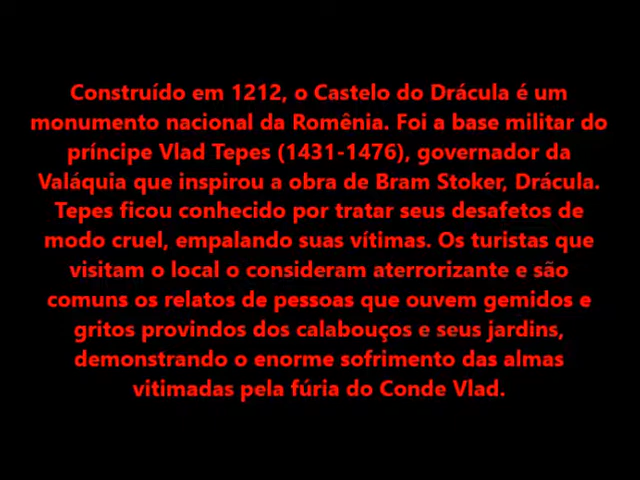 Construído em 1212, o Castelo do Drácula é um
monumento nacional da Romênia. Foi a base militar do
príncipe Vlad Tepes (1431-1476), governador da
Valáquia que inspirou a obra de Bram Stoker, Drácula.
Tepes ficou conhecido por tratar seus desafetos de
modo cruel, empalando suas vítimas. Os turistas que
visitam o local o consideram aterrorizante e são
comuns os relatos de pessoas que ouvem gemidos e
gritos provindos dos calabouços e seus jardins,
demonstrando o enorme sofrimento das almas
vitimadas pela fúria do Conde Vlad.